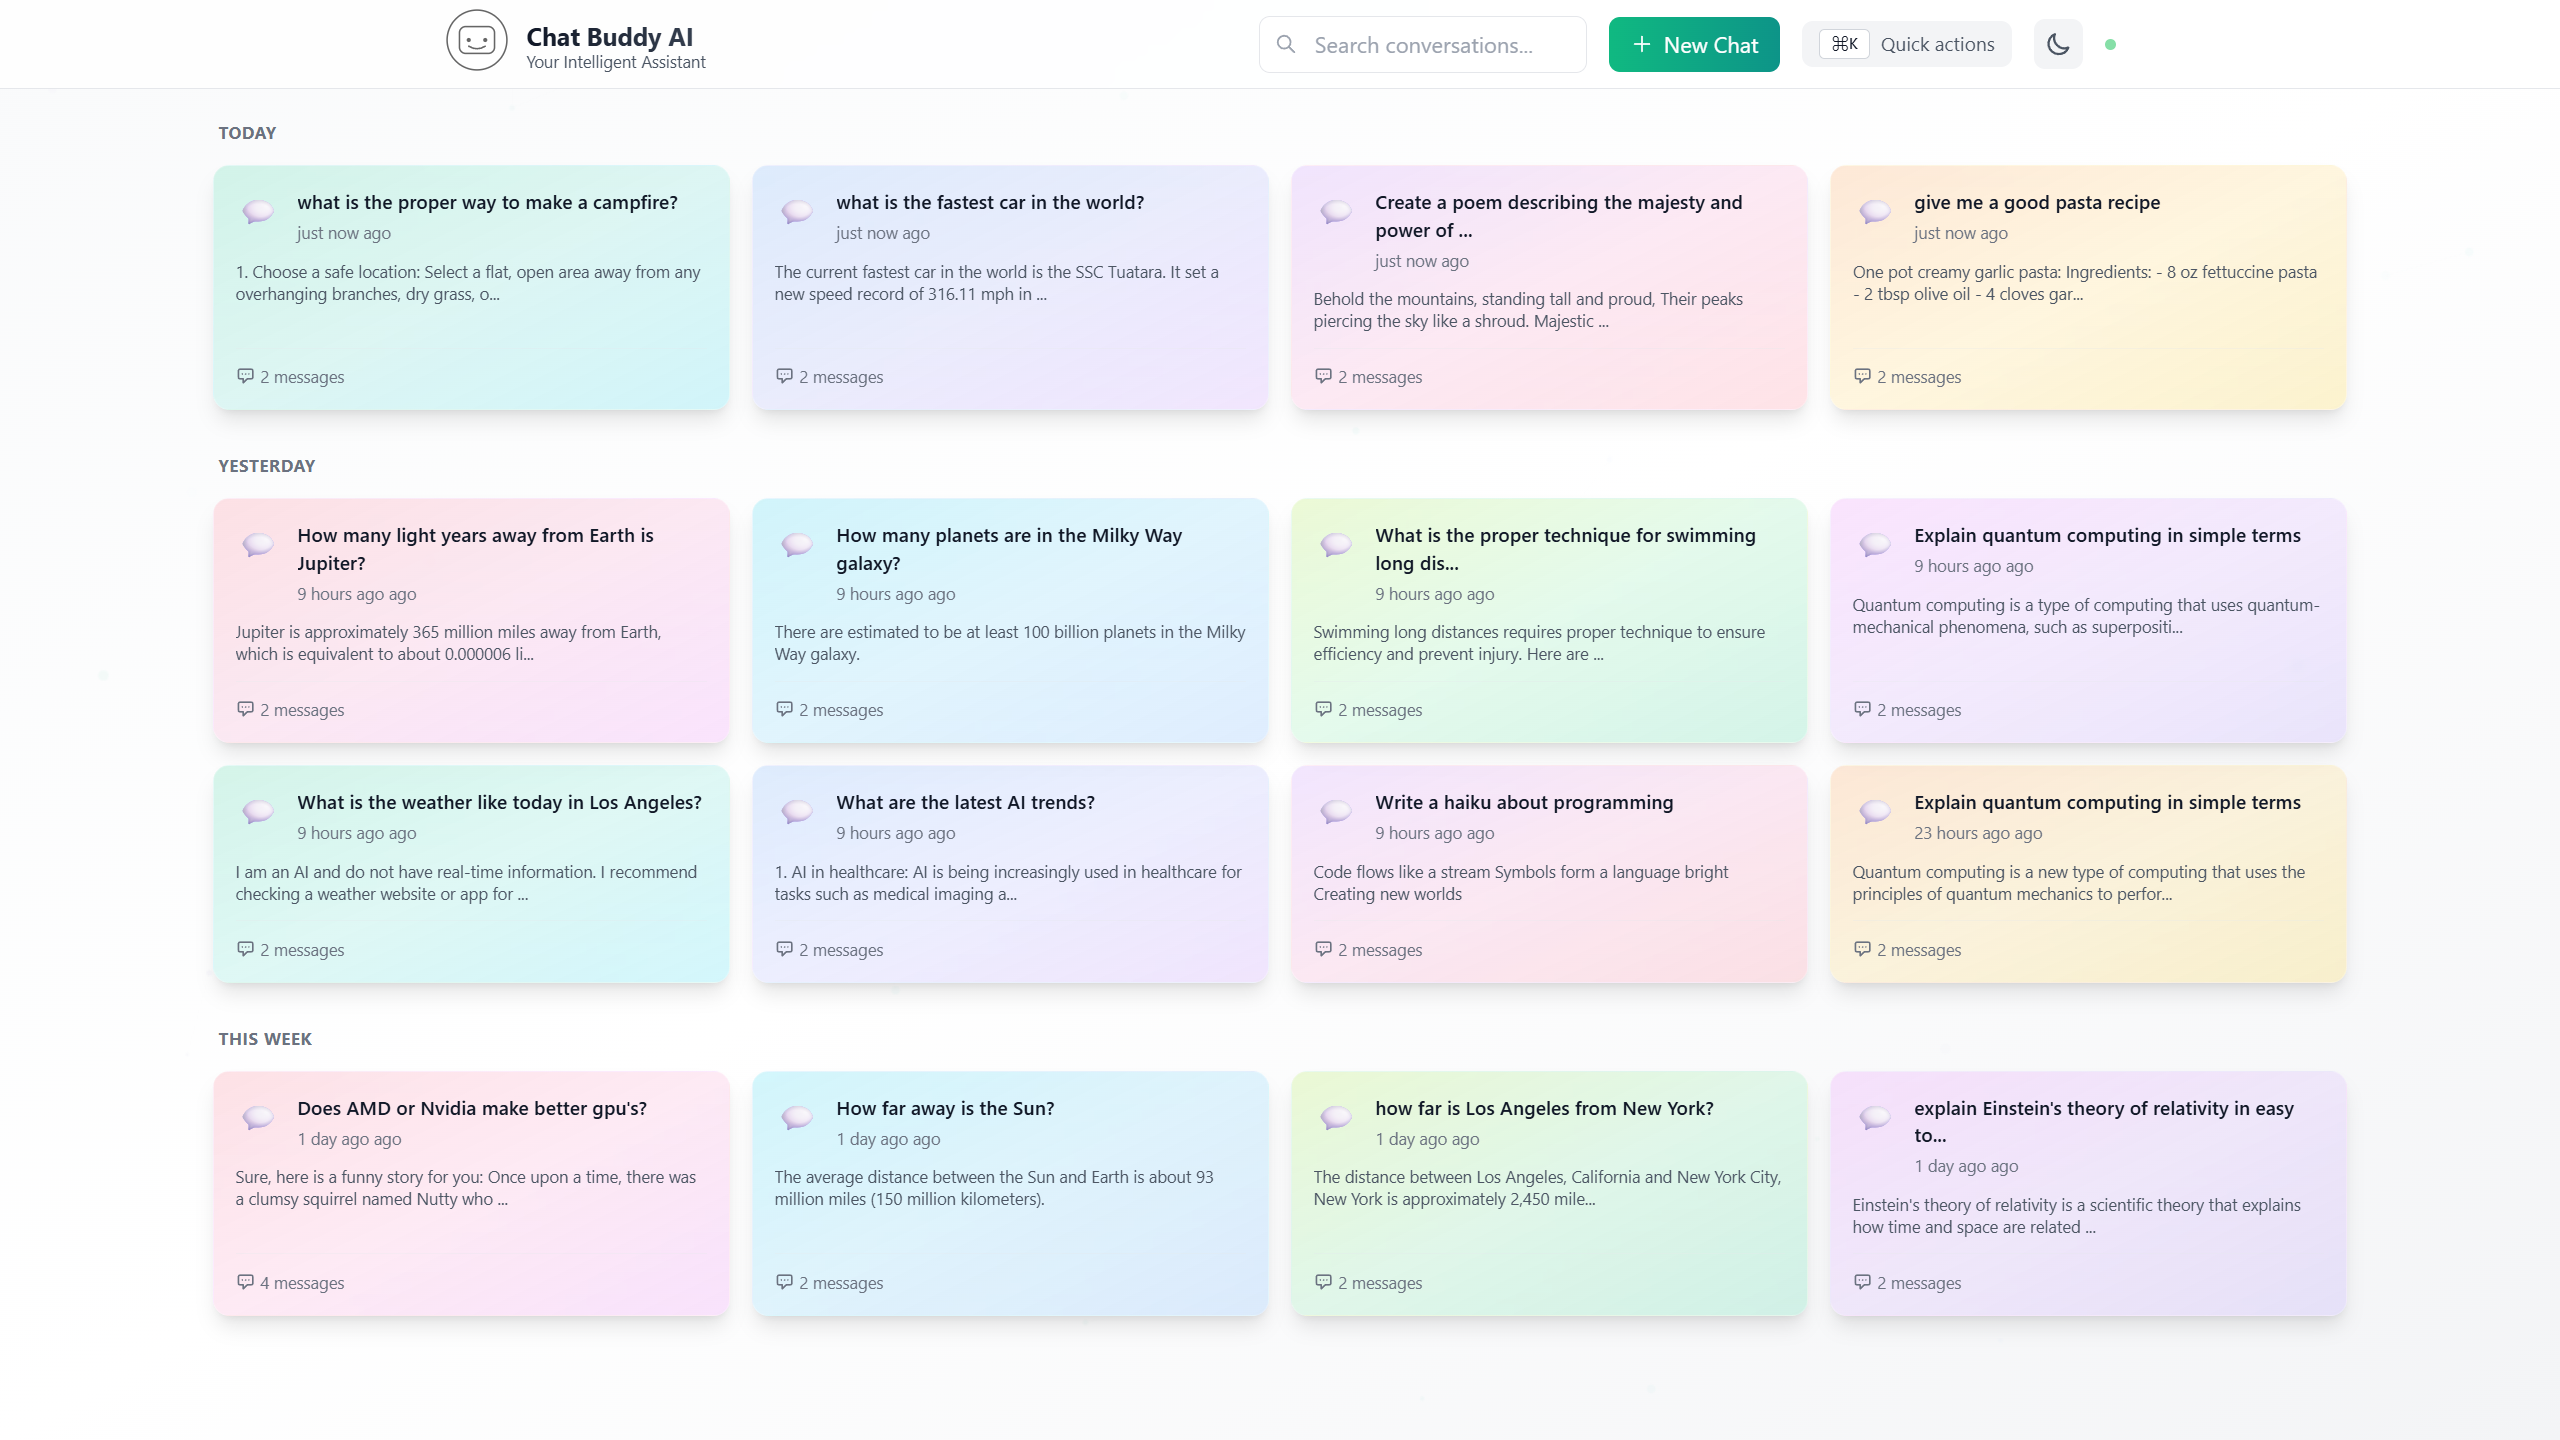 Chat Buddy AI
Your Intelligent Assistant
Search conversations...
New Chat
⌘K Quick actions
TODAY
what is the proper way to make a campfire?
just now ago
1. Choose a safe location: Select a flat, open area away from any
overhanging branches, dry grass, o...
2 messages
what is the fastest car in the world?
just now ago
The current fastest car in the world is the SSC Tuatara. It set a
new speed record of 316.11 mph in ...
2 messages
Create a poem describing the majesty and
power of ...
just now ago
Behold the mountains, standing tall and proud, Their peaks
piercing the sky like a shroud. Majestic ...
2 messages
give me a good pasta recipe
just now ago
One pot creamy garlic pasta: Ingredients: - 8 oz fettuccine pasta
- 2 tbsp olive oil - 4 cloves gar...
2 messages
YESTERDAY
How many light years away from Earth is
Jupiter?
9 hours ago ago
Jupiter is approximately 365 million miles away from Earth,
which is equivalent to about 0.000006 li...
2 messages
How many planets are in the Milky Way
galaxy?
9 hours ago ago
There are estimated to be at least 100 billion planets in the Milky
Way galaxy.
2 messages
What is the proper technique for swimming
long dis...
9 hours ago ago
Swimming long distances requires proper technique to ensure
efficiency and prevent injury. Here are ...
2 messages
Explain quantum computing in simple terms
9 hours ago ago
Quantum computing is a type of computing that uses quantum-
mechanical phenomena, such as superpositi...
2 messages
What is the weather like today in Los Angeles?
9 hours ago ago
I am an AI and do not have real-time information. I recommend
checking a weather website or app for ...
2 messages
What are the latest AI trends?
9 hours ago ago
1. AI in healthcare: AI is being increasingly used in healthcare for
tasks such as medical imaging a...
2 messages
Write a haiku about programming
9 hours ago ago
Code flows like a stream Symbols form a language bright
Creating new worlds
2 messages
Explain quantum computing in simple terms
23 hours ago ago
Quantum computing is a new type of computing that uses the
principles of quantum mechanics to perfor...
2 messages
THIS WEEK
Does AMD or Nvidia make better gpu's?
1 day ago ago
Sure, here is a funny story for you: Once upon a time, there was
a clumsy squirrel named Nutty who ...
4 messages
How far away is the Sun?
1 day ago ago
The average distance between the Sun and Earth is about 93
million miles (150 million kilometers).
2 messages
how far is Los Angeles from New York?
1 day ago ago
The distance between Los Angeles, California and New York City,
New York is approximately 2,450 mile...
2 messages
explain Einstein's theory of relativity in easy
to...
1 day ago ago
Einstein's theory of relativity is a scientific theory that explains
how time and space are related ...
2 messages